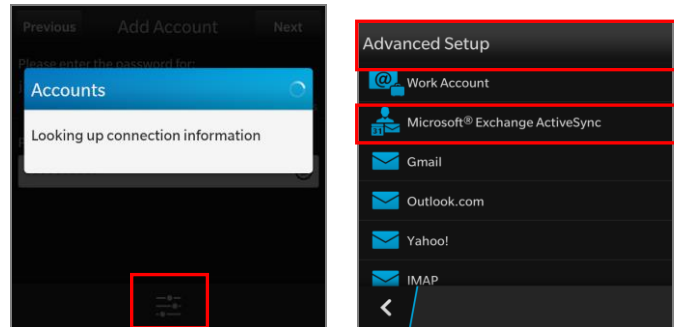 Previous Add Account Next
Please enter the password for:
Accounts
Looking up connection information
Advanced Setup
@ Work Account
31 Microsoft® Exchange ActiveSync
Gmail
Outlook.com
Yahoo!
IMAP